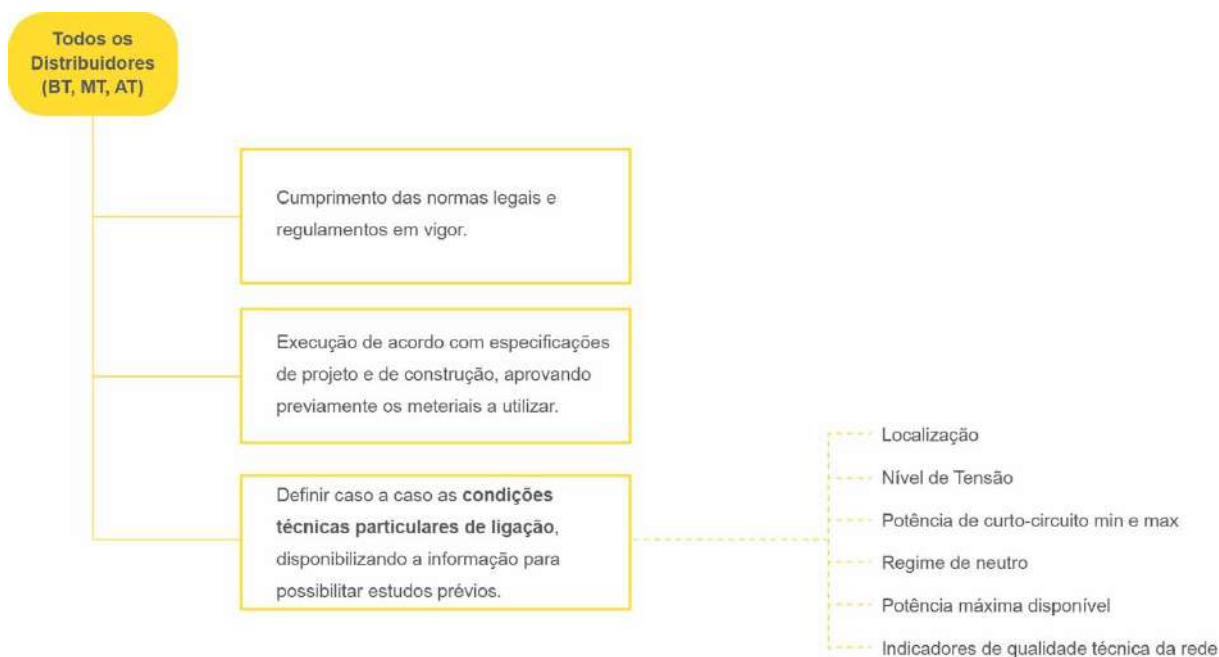 Todos os
Distribuidores
(BT, MT, AT)
Cumprimento das normas legais e
regulamentos em vigor.
Execução de acordo com especificações
de projeto e de construção, aprovando
previamente os meteriais a utilizar.
Definir caso a caso as condições
técnicas particulares de ligação,
disponibilizando a informação para
possibilitar estudos prévios.
Localização
Nível de Tensão
Potência de curto-circuito min e max
Regime de neutro
Potência máxima disponível
Indicadores de qualidade técnica da rede